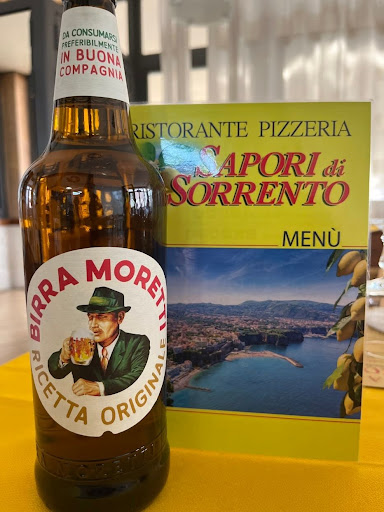 DA CONSUMARSI
PREFERIBILMENTE
IN BUONA
COMPAGNIA
BIRRA MORETTI
RICETTA ORIGINALE
RISTORANTE PIZZERIA
SAPORI di
SORRENTO
MENÙ